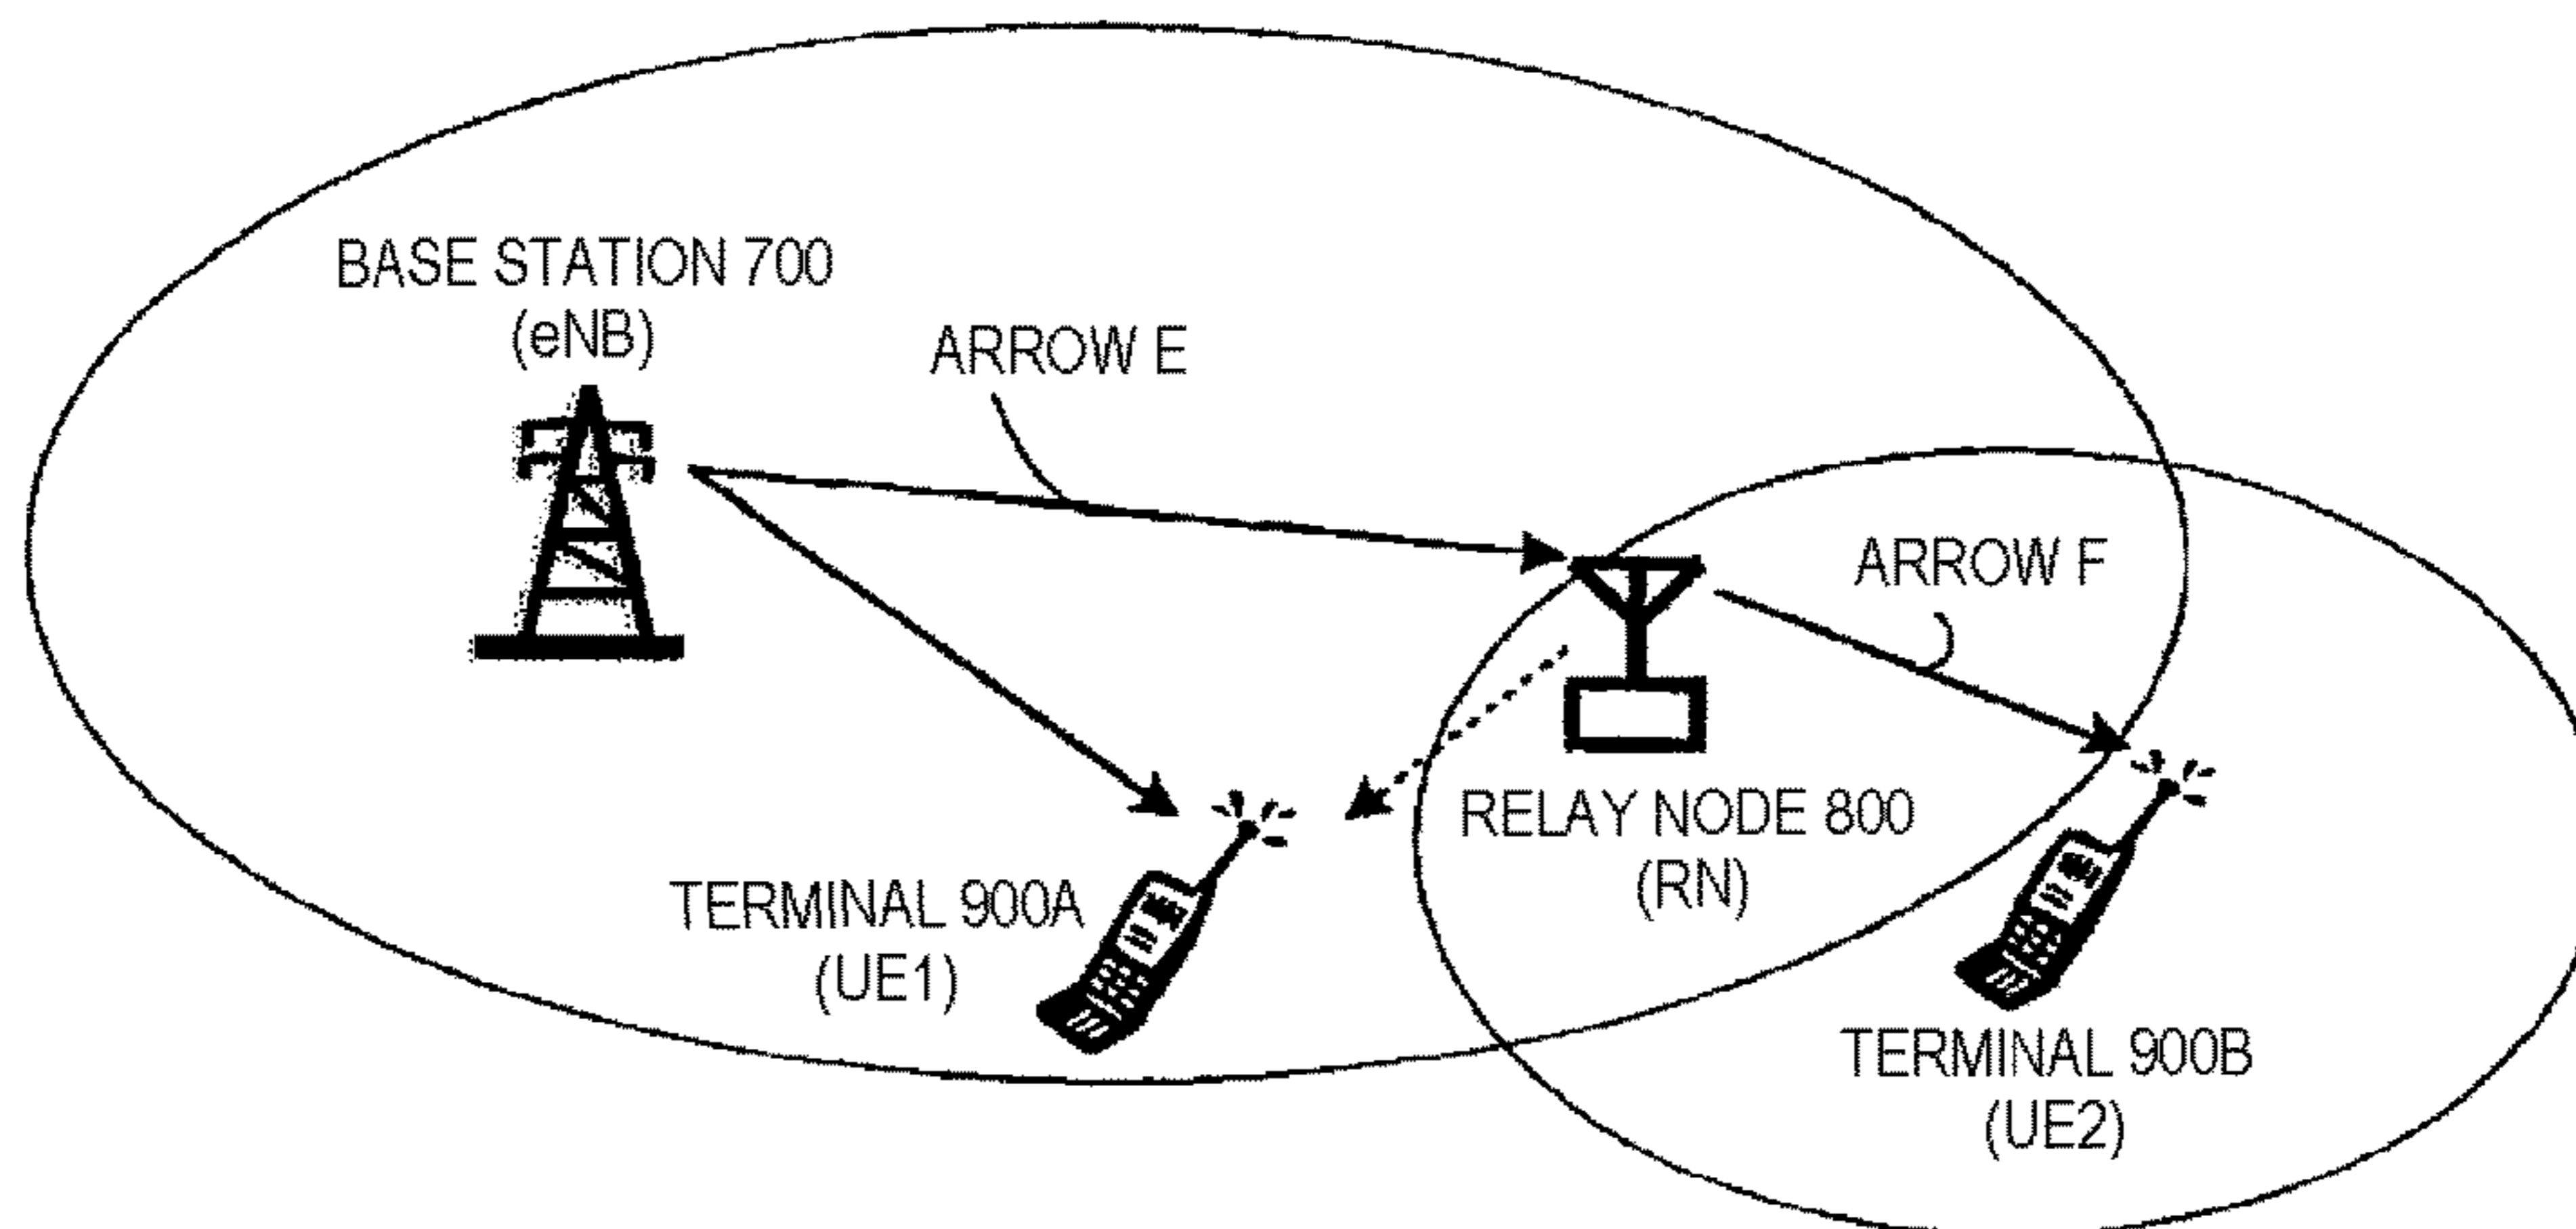 BASE STATION 700
(eNB)
ARROW E
ARROW F
RELAY NODE 800
(RN)
TERMINAL 900A
(UE1)
TERMINAL 900B
(UE2)